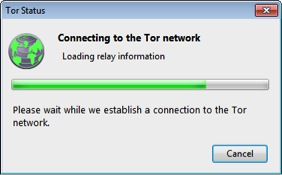 Tor Status
Connecting to the Tor network
Loading relay information
Please wait while we establish a connection to the Tor
network.
Cancel